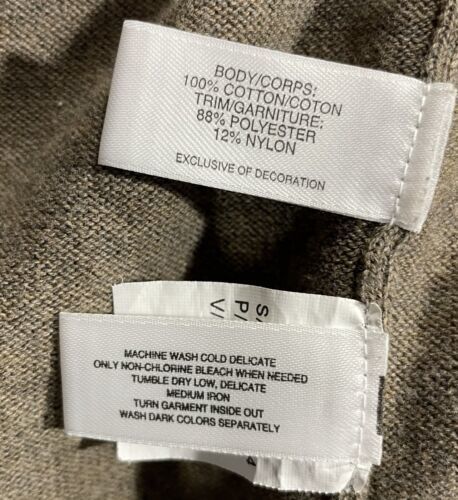 BODY/CORPS:
100% COTTON/COTON
TRIM/GARNITURE:
88% POLYESTER
12% NYLON
EXCLUSIVE OF DECORATION
S/
P/
V/
MACHINE WASH COLD DELICATE
ONLY NON-CHLORINE BLEACH WHEN NEEDED
TUMBLE DRY LOW, DELICATE
MEDIUM IRON
TURN GARMENT INSIDE OUT
WASH DARK COLORS SEPARATELY